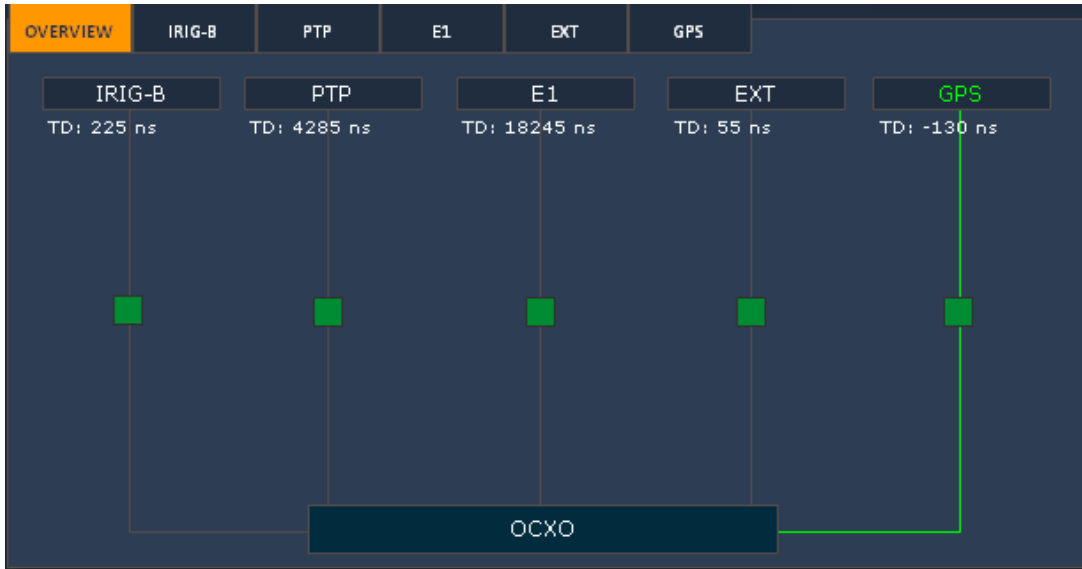 OVERVIEW IRIG-B PTP E1 EXT GPS
IRIG-B PTP E1 EXT GPS
TD: 225 ns TD: 4285 ns TD: 18245 ns TD: 55 ns TD: -130 ns
OCXO